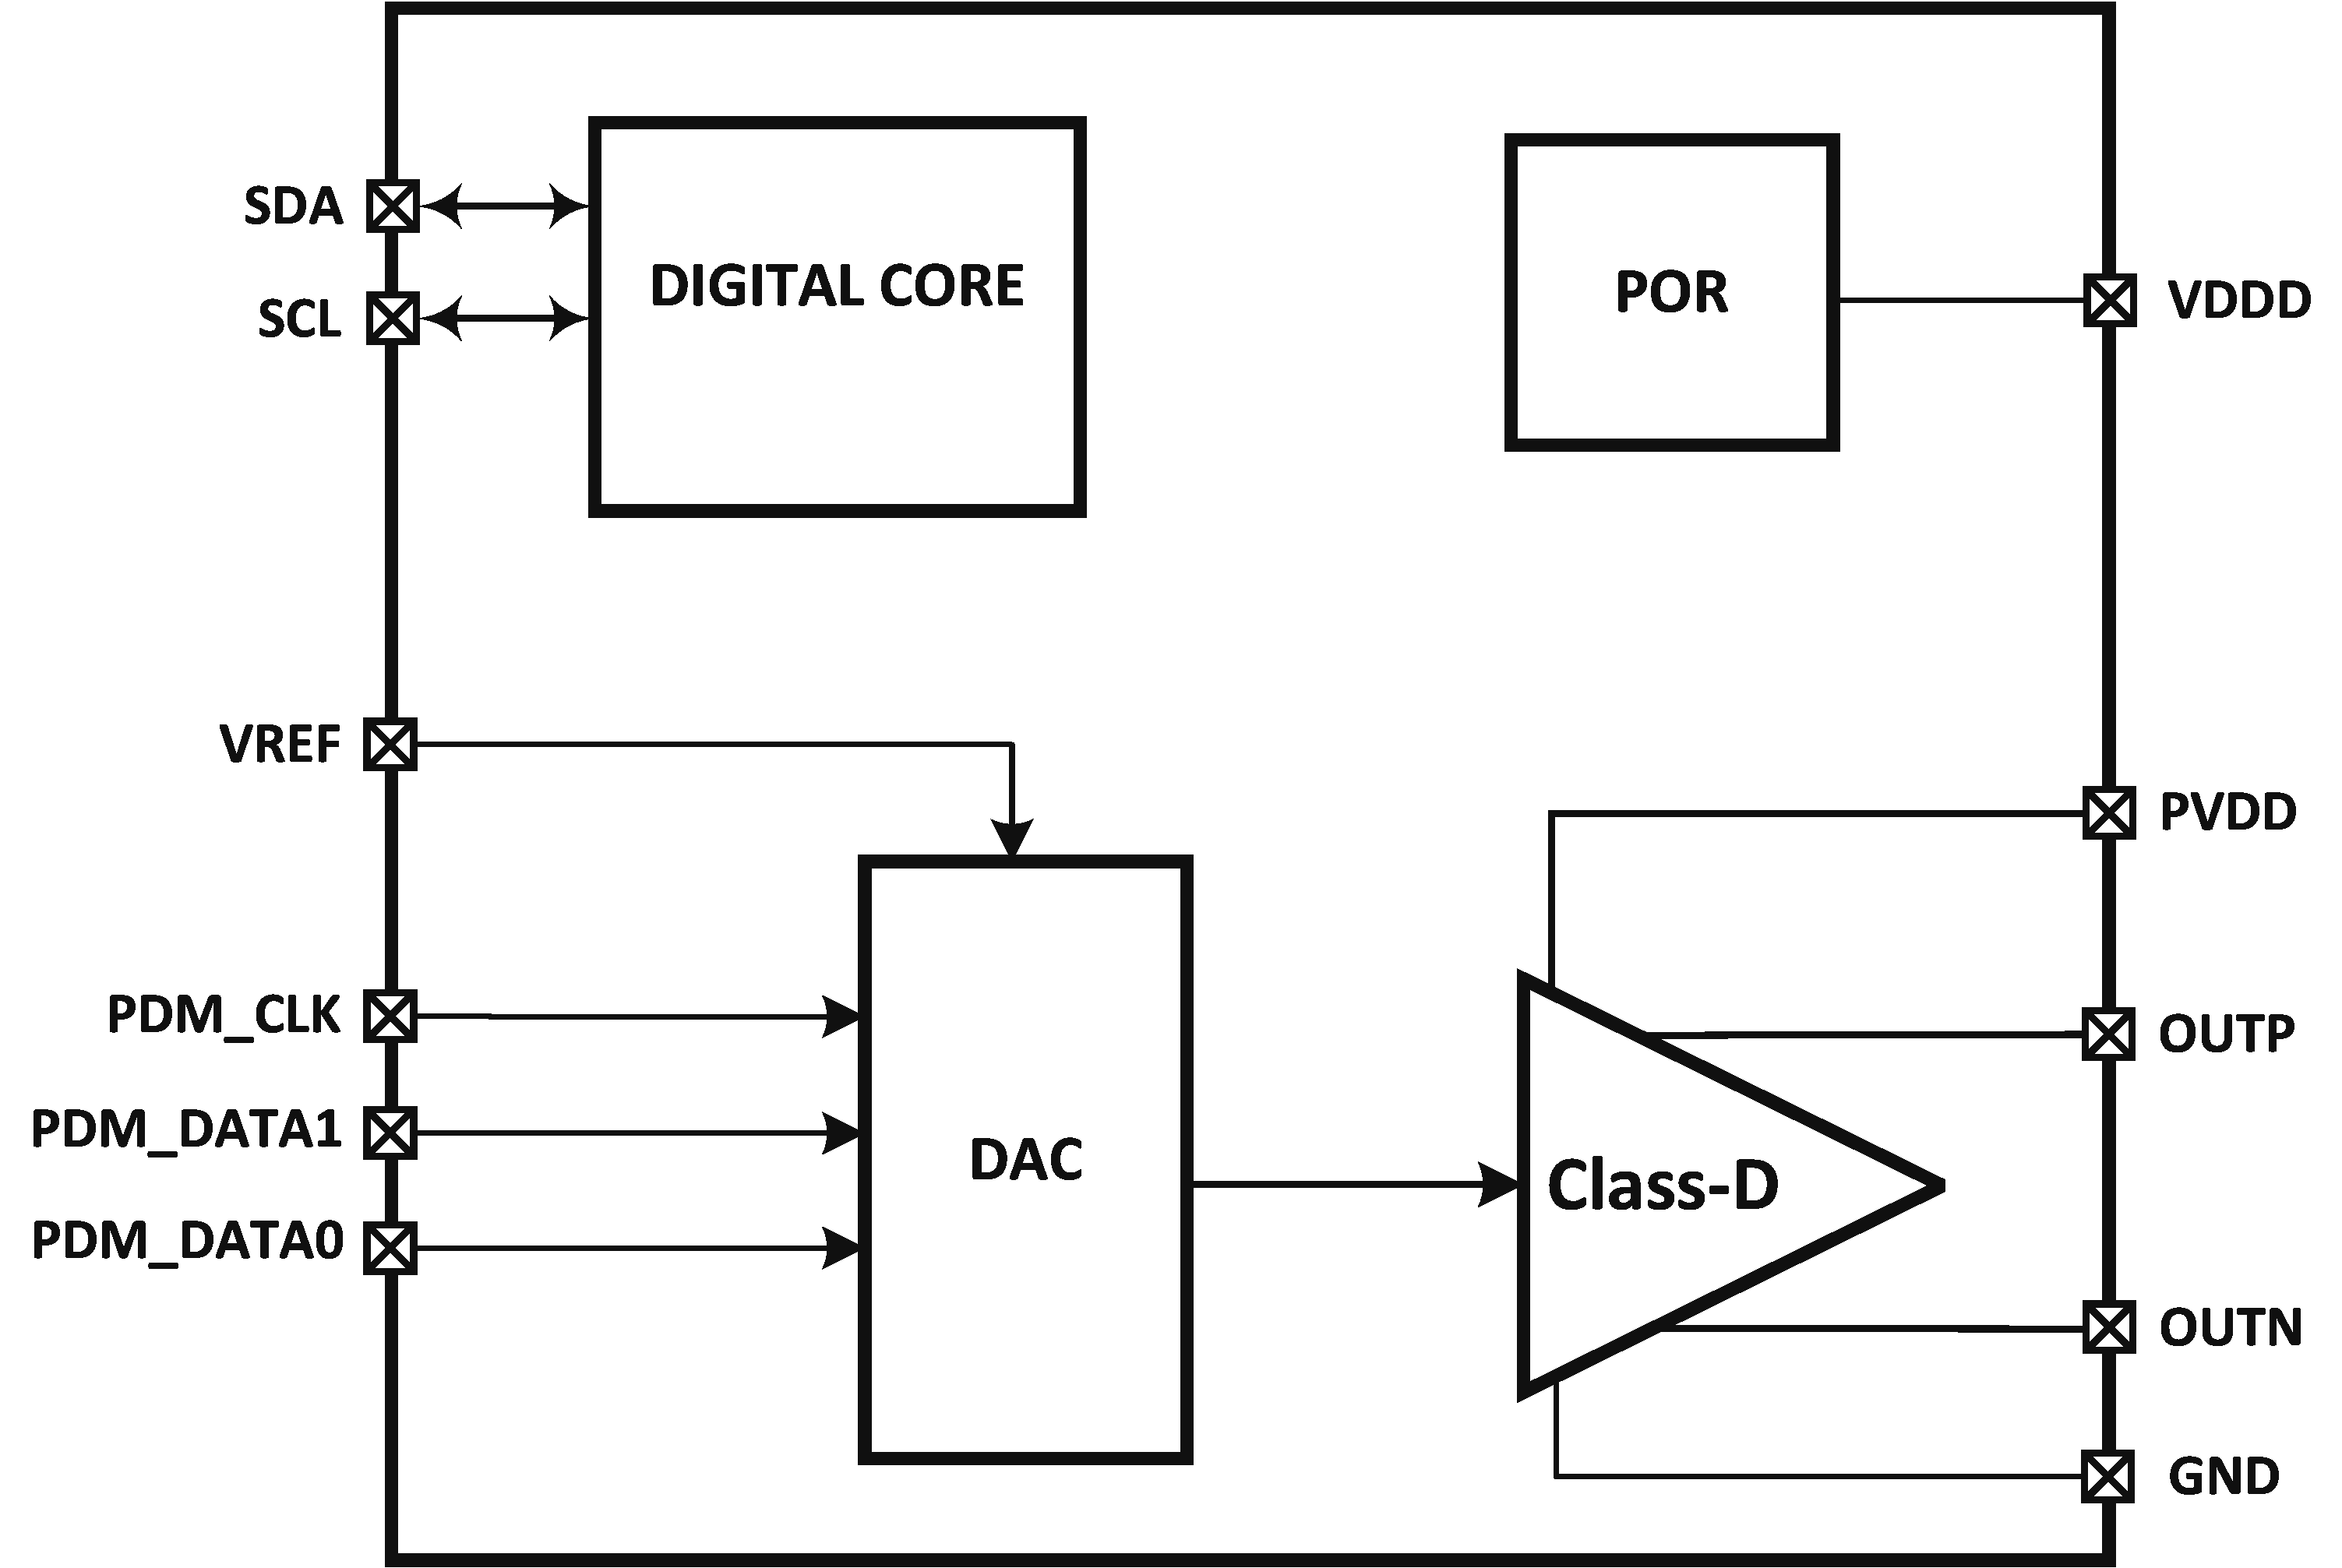 SDA
SCL
DIGITAL CORE
POR
VDDD
VREF
PVDD
PDM_CLK
OUTP
PDM_DATA1
DAC
Class-D
PDM_DATA0
OUTN
GND